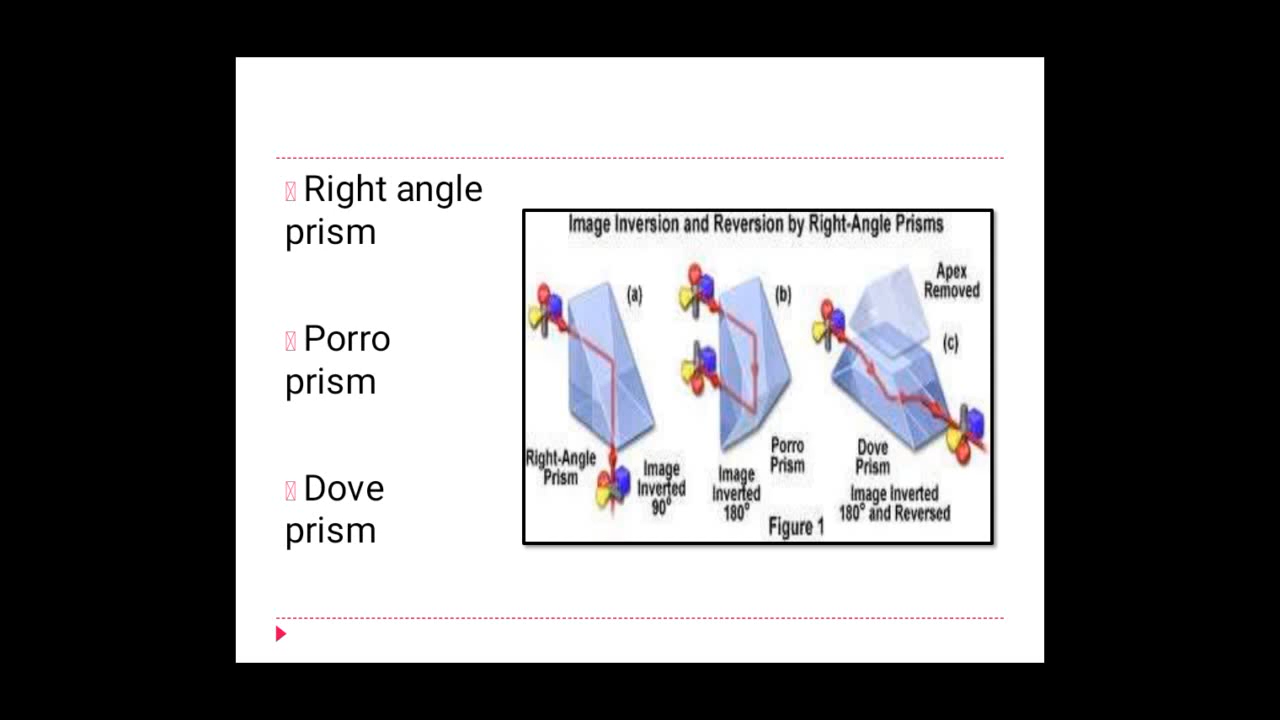 Right angle
prism
Porro
prism
Dove
prism
Image Inversion and Reversion by Right-Angle Prisms
(a)
Right-Angle
Prism
Image
Inverted
90°
(b)
Porro
Prism
Image
Inverted
180°
Apex
Removed
(c)
Dove
Prism
Image Inverted
180° and Reversed
Figure 1